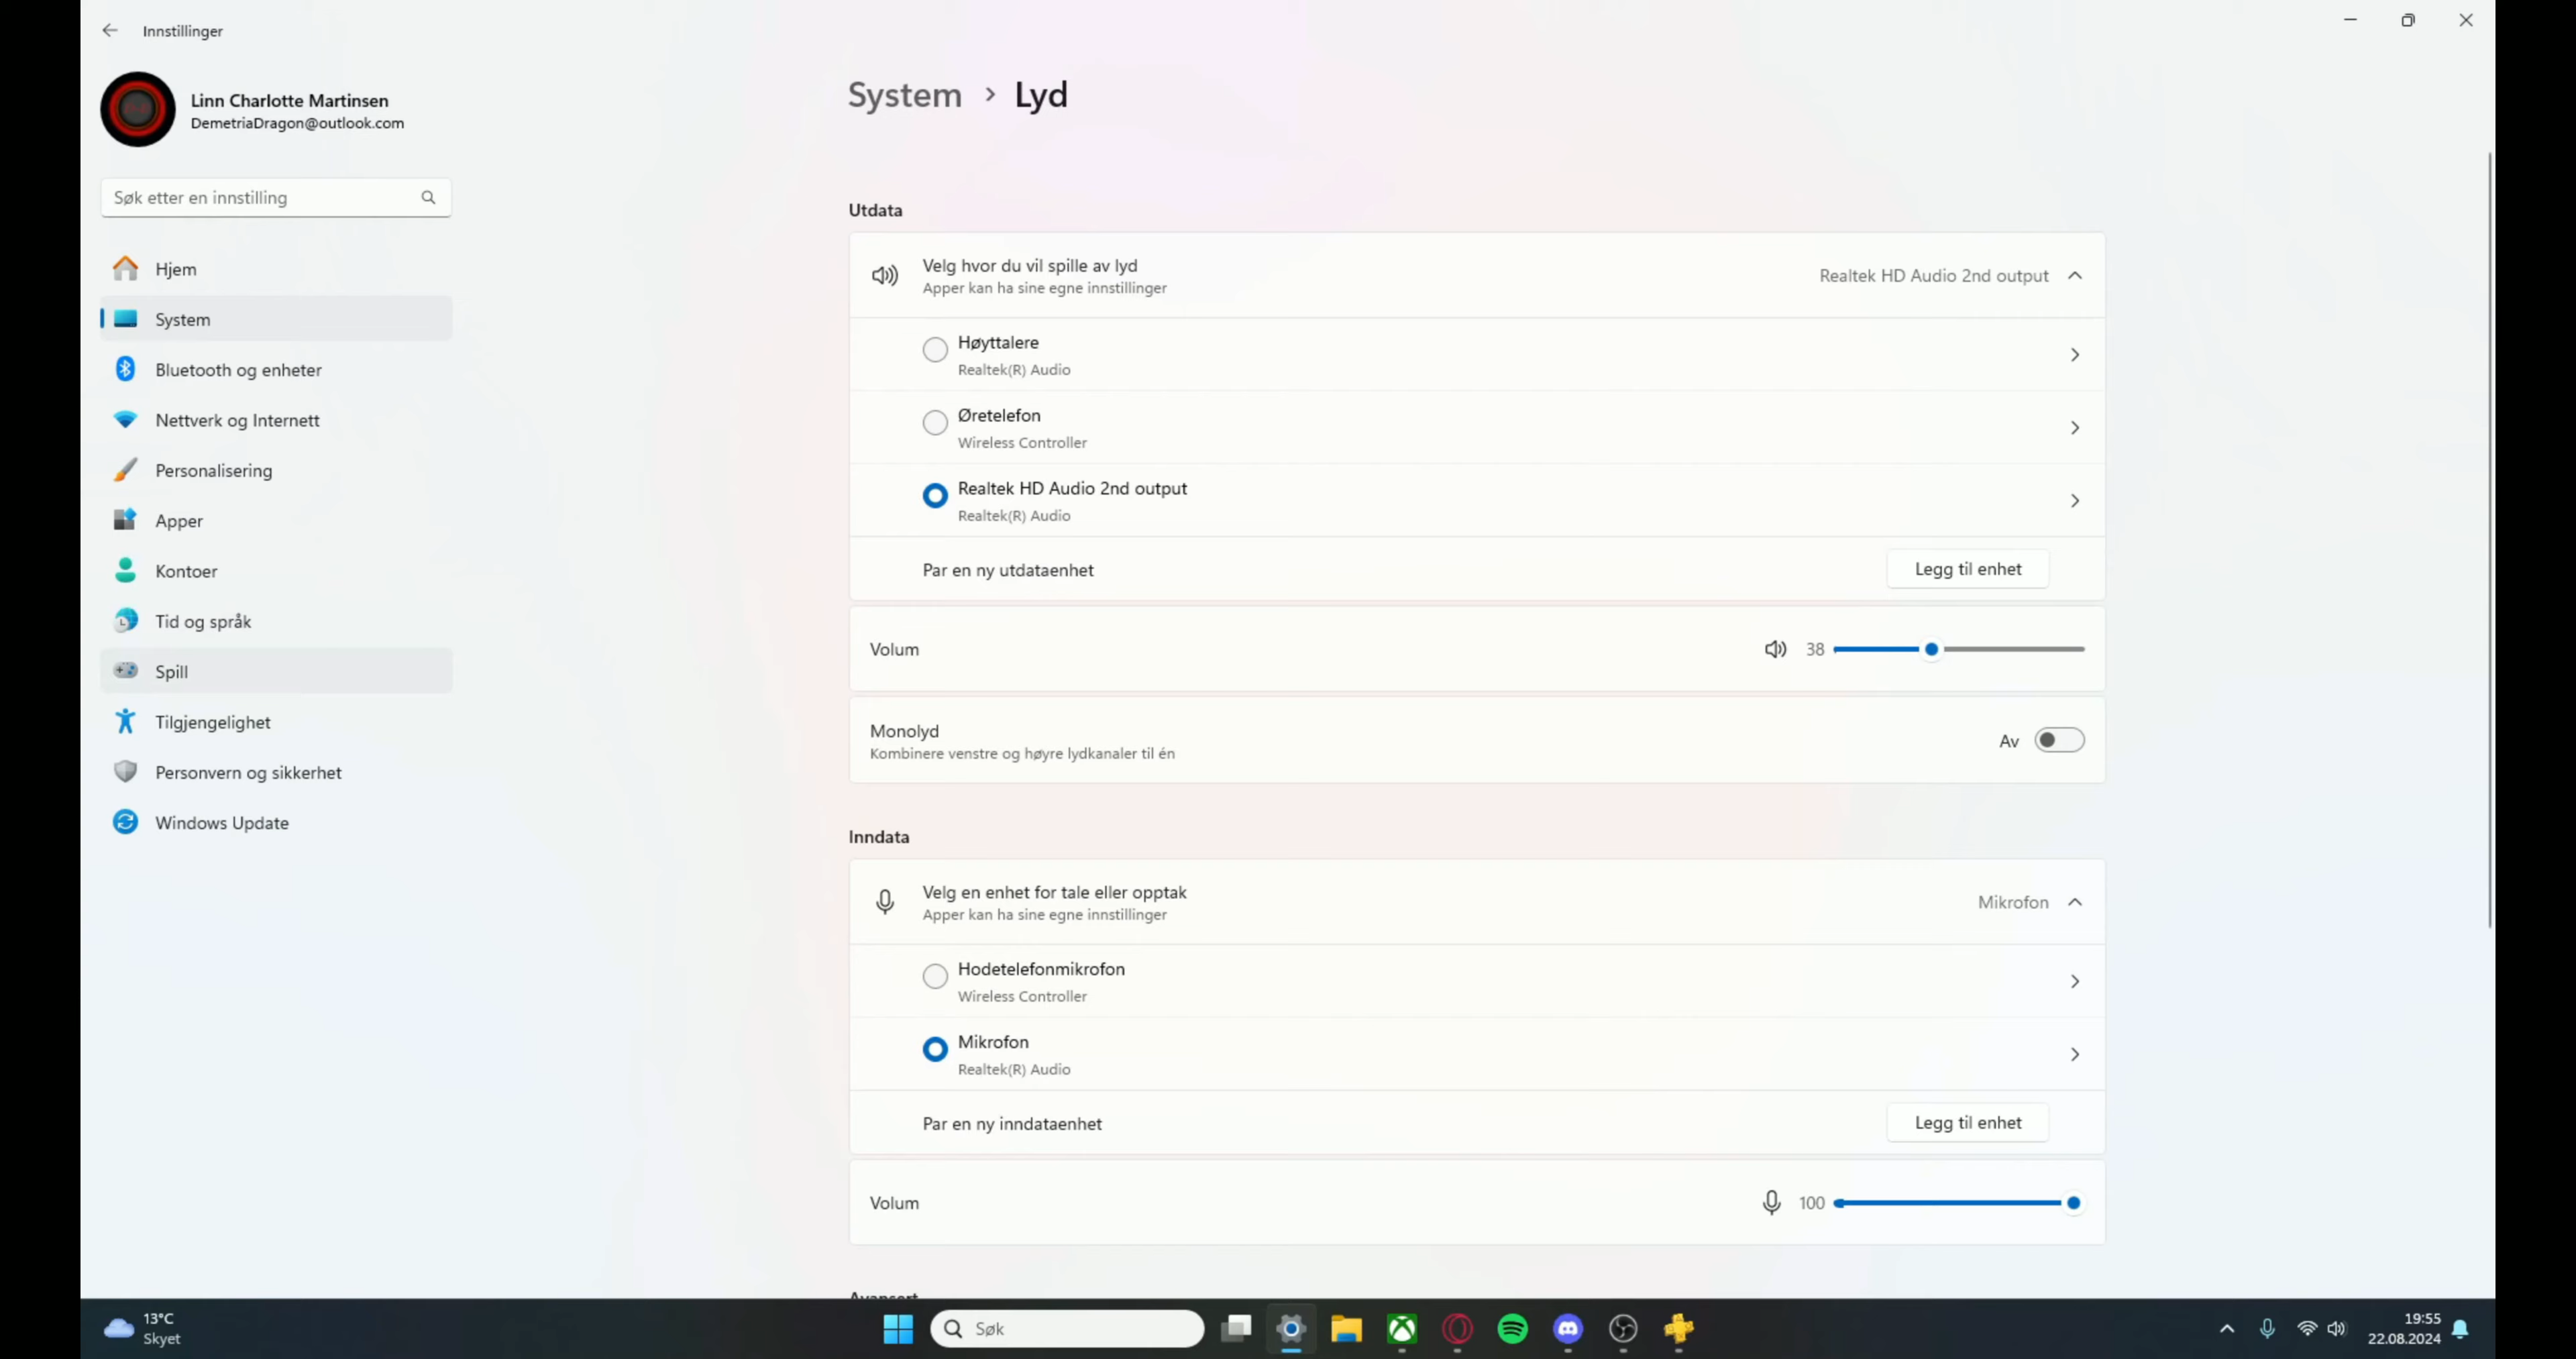 Innstillinger
Linn Charlotte Martinsen
DemetriaDragon@outlook.com
Søk etter en innstilling
Hjem
System
Bluetooth og enheter
Nettverk og Internett
Personalisering
Apper
Kontoer
Tid og språk
Spill
Tilgjengelighet
Personvern og sikkerhet
Windows Update
System > Lyd
Utdata
Velg hvor du vil spille av lyd
Apper kan ha sine egne innstillinger
Realtek HD Audio 2nd output
Høyttalere
Realtek(R) Audio
Øretelefon
Wireless Controller
Realtek HD Audio 2nd output
Realtek(R) Audio
Par en ny utdataenhet
Legg til enhet
Volum
38
Monolyd
Kombinere venstre og høyre lydkanaler til én
Av
Inndata
Velg en enhet for tale eller opptak
Apper kan ha sine egne innstillinger
Mikrofon
Hodetelefonmikrofon
Wireless Controller
Mikrofon
Realtek(R) Audio
Par en ny inndataenhet
Legg til enhet
Volum
100
Avansert
13°C
Skyet
Søk
19:55
22.08.2024